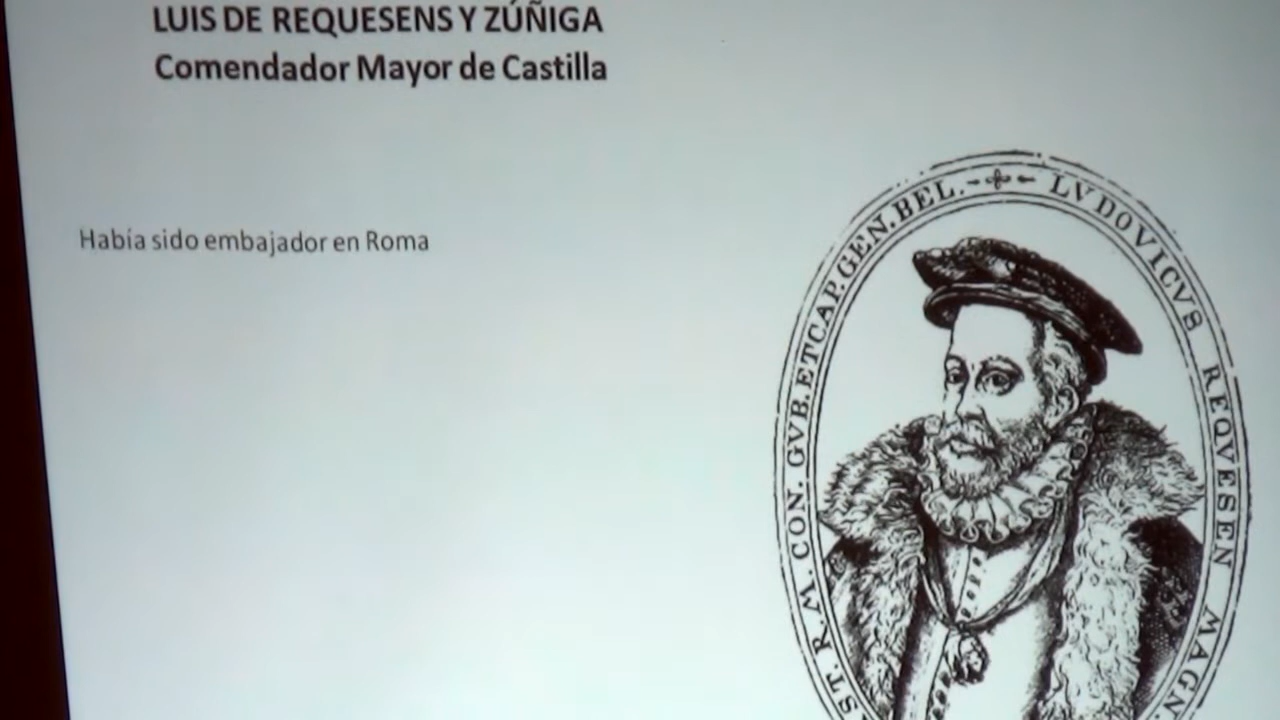 LUIS DE REQUESENS Y ZÚÑIGA
Comendador Mayor de Castilla
Había sido embajador en Roma
LVDOVICVS REQVESEN MAGN.
AST. R. M. CON. GVB. ET CAP. GEN. BEL.